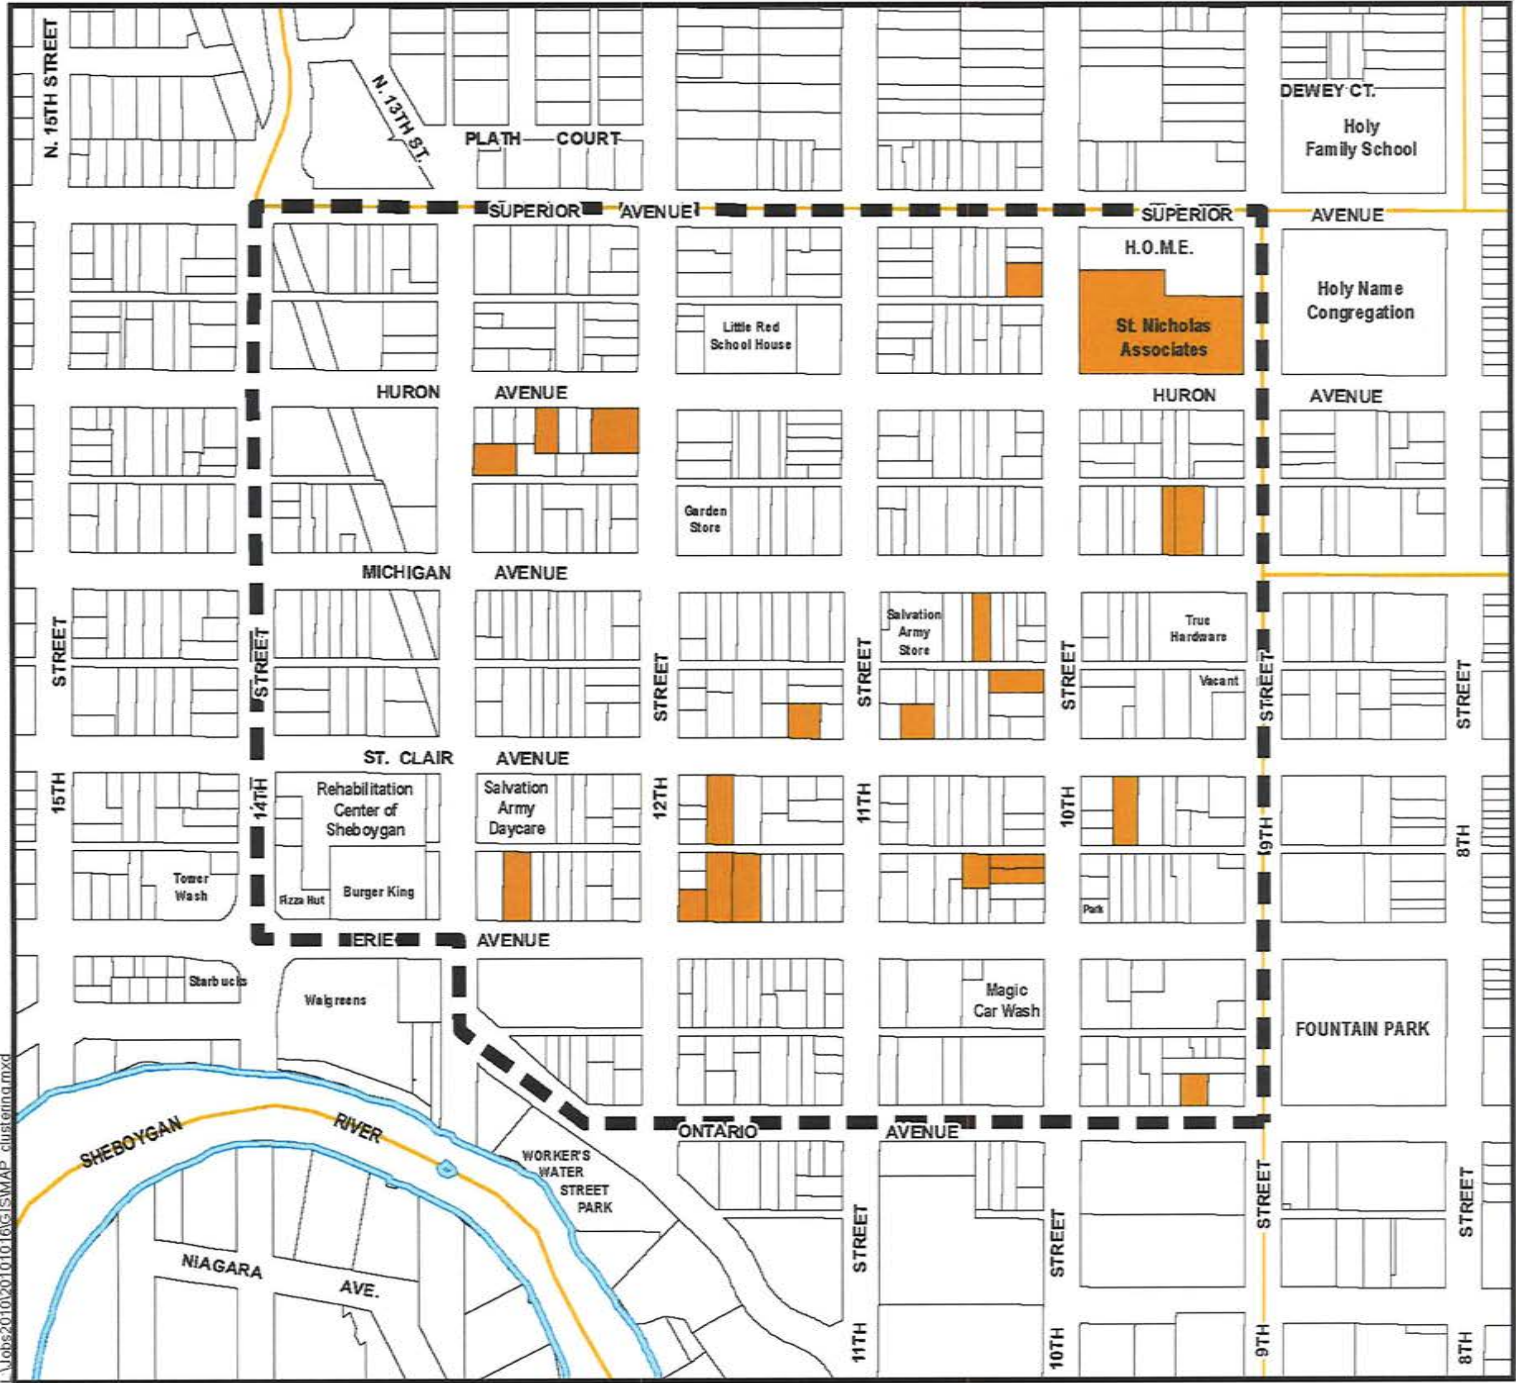 N. 15TH STREET
N. 13TH ST.
PLATH COURT
DEWEY CT.
Holy
Family School
SUPERIOR AVENUE
SUPERIOR AVENUE
H.O.M.E.
Holy Name
Congregation
St. Nicholas
Associates
Little Red
School House
HURON AVENUE
HURON AVENUE
Garden
Store
MICHIGAN AVENUE
Salvation
Army
Store
True
Hardware
Vacant
15TH STREET
14TH STREET
12TH STREET
11TH STREET
10TH STREET
9TH STREET
8TH STREET
ST. CLAIR AVENUE
Rehabilitation
Center of
Sheboygan
Salvation
Army
Daycare
Tower
Wash
Pizza Hut
Burger King
Park
ERIE AVENUE
Starbucks
Walgreens
Magic
Car Wash
FOUNTAIN PARK
SHEBOYGAN RIVER
ONTARIO AVENUE
WORKER'S
WATER
STREET
PARK
NIAGARA AVE.
11TH STREET
10TH STREET
9TH STREET
8TH STREET